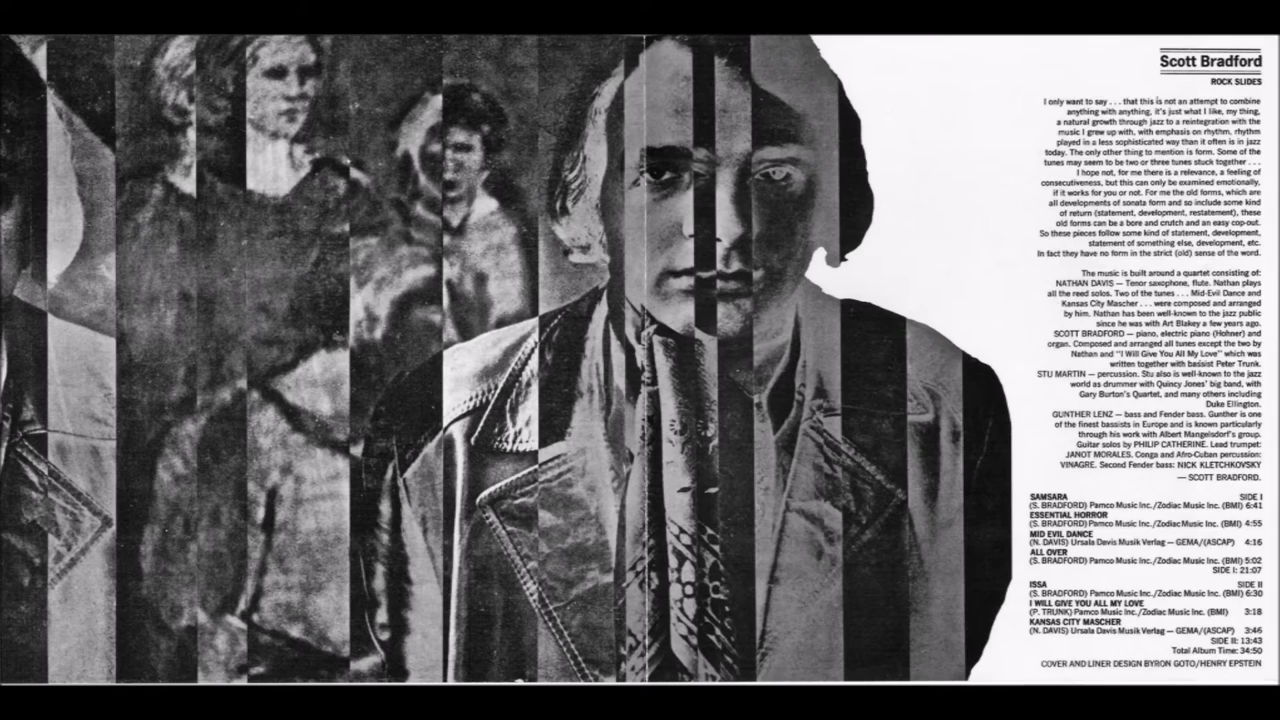 Scott Bradford
ROCK SLIDES
I only want to say . . . that this is not an attempt to combine
anything with anything, it's just what I like, my thing,
a natural growth through jazz to a reintegration with the
music I grew up with, with emphasis on rhythm, rhythm
played in a less sophisticated way than it often is in jazz
today. The only other thing to mention is form. Some of the
tunes may seem to be two or three tunes stuck together . . .
I hope not, for me there is a relevance, a feeling of
consecutiveness, but this can only be examined emotionally,
if it works for you or not. For me the old forms, which are
all developments of sonata form and so include some kind
of return (statement, development, restatement), these
old forms can be a bore and crutch and an easy cop-out.
So these pieces follow some kind of statement, development,
statement of something else, development, etc.
In fact they have no form in the strict (old) sense of the word.
The music is built around a quartet consisting of:
NATHAN DAVIS — Tenor saxophone, flute. Nathan plays
all the reed solos. Two of the tunes . . . Mid-Evil Dance and
Kansas City Mascher . . . were composed and arranged
by him. Nathan has been well-known to the jazz public
since he was with Art Blakey a few years ago.
SCOTT BRADFORD — piano, electric piano (Hohner) and
organ. Composed and arranged all tunes except the two by
Nathan and "I Will Give You All My Love" which was
written together with bassist Peter Trunk.
STU MARTIN — percussion. Stu also is well-known to the jazz
world as drummer with Quincy Jones' big band, with
Gary Burton's Quartet, and many others including
Duke Ellington.
GUNTHER LENZ — bass and Fender bass. Gunther is one
of the finest bassists in Europe and is known particularly
through his work with Albert Mangelsdorf's group.
Guitar solos by PHILIP CATHERINE. Lead trumpet:
JANOT MORALES. Conga and Afro-Cuban percussion:
VINAGRE. Second Fender bass: NICK KLETCHKOVSKY
— SCOTT BRADFORD.
SAMSARA SIDE I
(S. BRADFORD) Pamco Music Inc./Zodiac Music Inc. (BMI) 6:41
ESSENTIAL HORROR
(S. BRADFORD) Pamco Music Inc./Zodiac Music Inc. (BMI) 4:55
MID EVIL DANCE
(N. DAVIS) Ursala Davis Musik Verlag — GEMA/(ASCAP) 4:16
ALL OVER
(S. BRADFORD) Pamco Music Inc./Zodiac Music Inc. (BMI) 5:02
SIDE I: 21:07
ISSA SIDE II
(S. BRADFORD) Pamco Music Inc./Zodiac Music Inc. (BMI) 6:30
I WILL GIVE YOU ALL MY LOVE
(P. TRUNK) Pamco Music Inc./Zodiac Music Inc. (BMI) 3:18
KANSAS CITY MASCHER
(N. DAVIS) Ursala Davis Musik Verlag — GEMA/(ASCAP) 3:46
SIDE II: 13:43
Total Album Time: 34:50
COVER AND LINER DESIGN BYRON GOTO/HENRY EPSTEIN